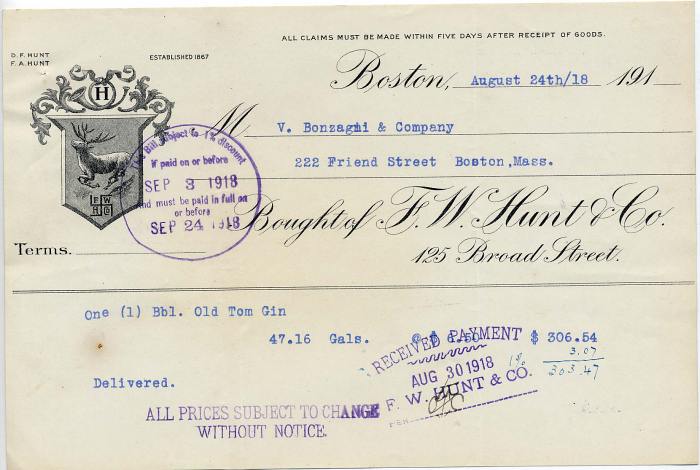 ALL CLAIMS MUST BE MADE WITHIN FIVE DAYS AFTER RECEIPT OF GOODS.
D. F. HUNT
F. A. HUNT
ESTABLISHED 1867
H
Boston, August 24th/18 191
M V. Bonzagni & Company
222 Friend Street Boston, Mass.
This Bill subject to 1% discount
if paid on or before
SEP 3 1918
and must be paid in full on
or before
SEP 24 1918
F W
H C
Bought of F. W. Hunt & Co.
125 Broad Street.
Terms.
One (1) Bbl. Old Tom Gin
47.16 Gals. @ $ 6.50 $ 306.54
1% 3.07
303.47
RECEIVED PAYMENT
AUG 30 1918
F. W. HUNT & CO.
PER
Delivered.
ALL PRICES SUBJECT TO CHANGE
WITHOUT NOTICE.